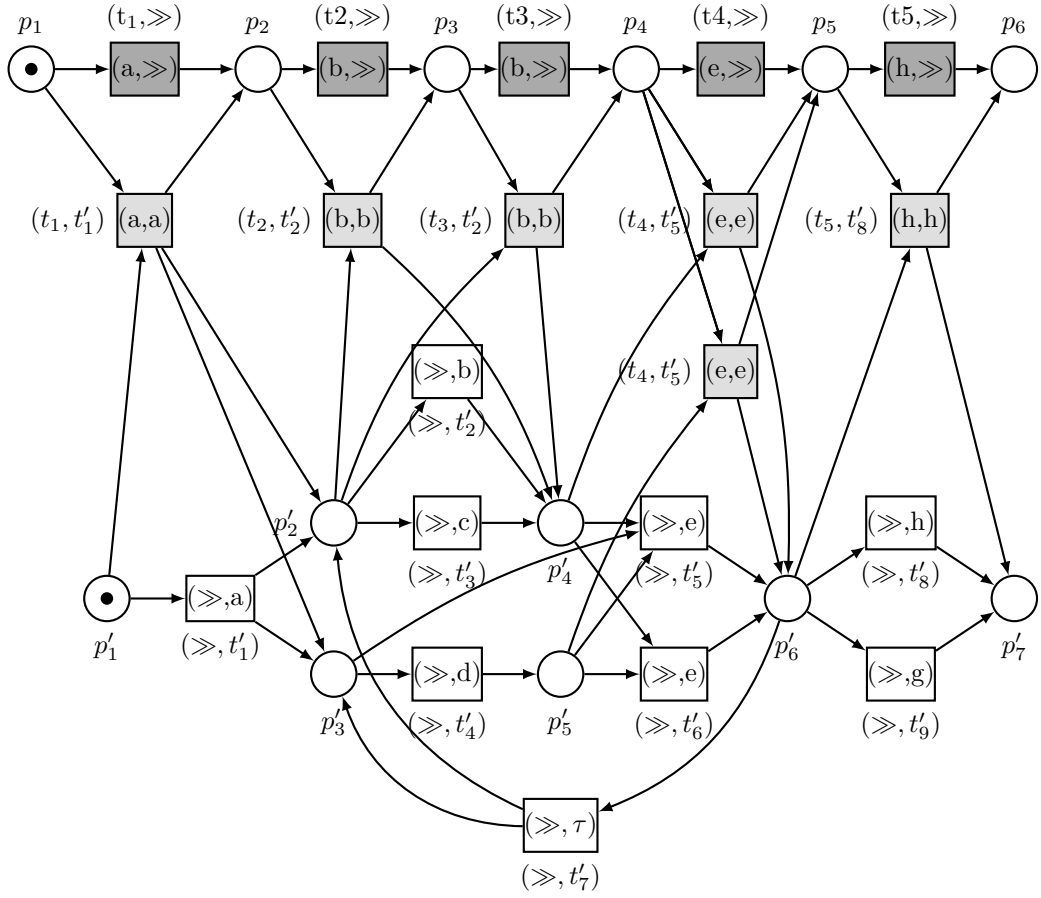 (t₁,≫) (t2,≫) (t3,≫) (t4,≫) (t5,≫)
p₁ p₂ p₃ p₄ p₅ p₆
(a,≫) (b,≫) (b,≫) (e,≫) (h,≫)
(t₁, t′₁) (a,a) (t₂, t′₂) (b,b) (t₃, t′₂) (b,b) (t₄, t′₅) (e,e) (t₅, t′₈) (h,h)
(≫,b) (t₄, t′₅) (e,e)
(≫, t′₂)
p′₂ (≫,c) (≫,e) (≫,h)
(≫, t′₃) p′₄ (≫, t′₅) (≫, t′₈)
(≫,a)
p′₁ (≫, t′₁) p′₆ p′₇
(≫,d) (≫,e) (≫,g)
p′₃ (≫, t′₄) p′₅ (≫, t′₆) (≫, t′₉)
(≫, τ)
(≫, t′₇)